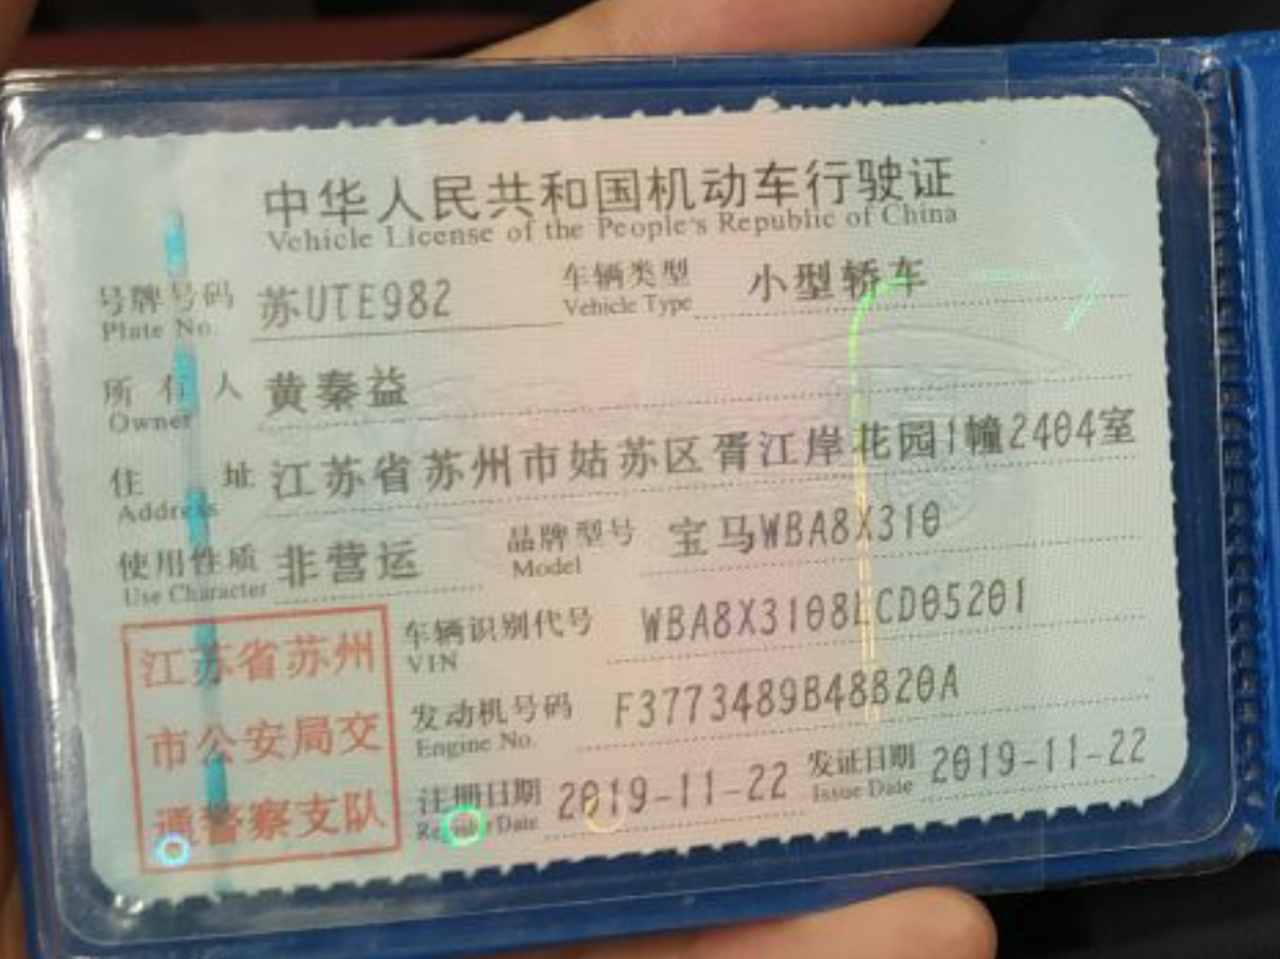 中华人民共和国机动车行驶证
Vehicle License of the People's Republic of China
号牌号码 苏UTE982 车辆类型 小型轿车
Plate No. Vehicle Type
所有人 黄秦益
Owner
住址 江苏省苏州市姑苏区胥江岸花园1幢2404室
Address
使用性质 非营运 品牌型号 宝马WBA8X310
Use Character Model
江苏省苏州
市公安局交
通警察支队
车辆识别代号 WBA8X3108LCD05201
VIN
发动机号码 F3773489B48B20A
Engine No.
注册日期 2019-11-22 发证日期 2019-11-22
Register Date Issue Date